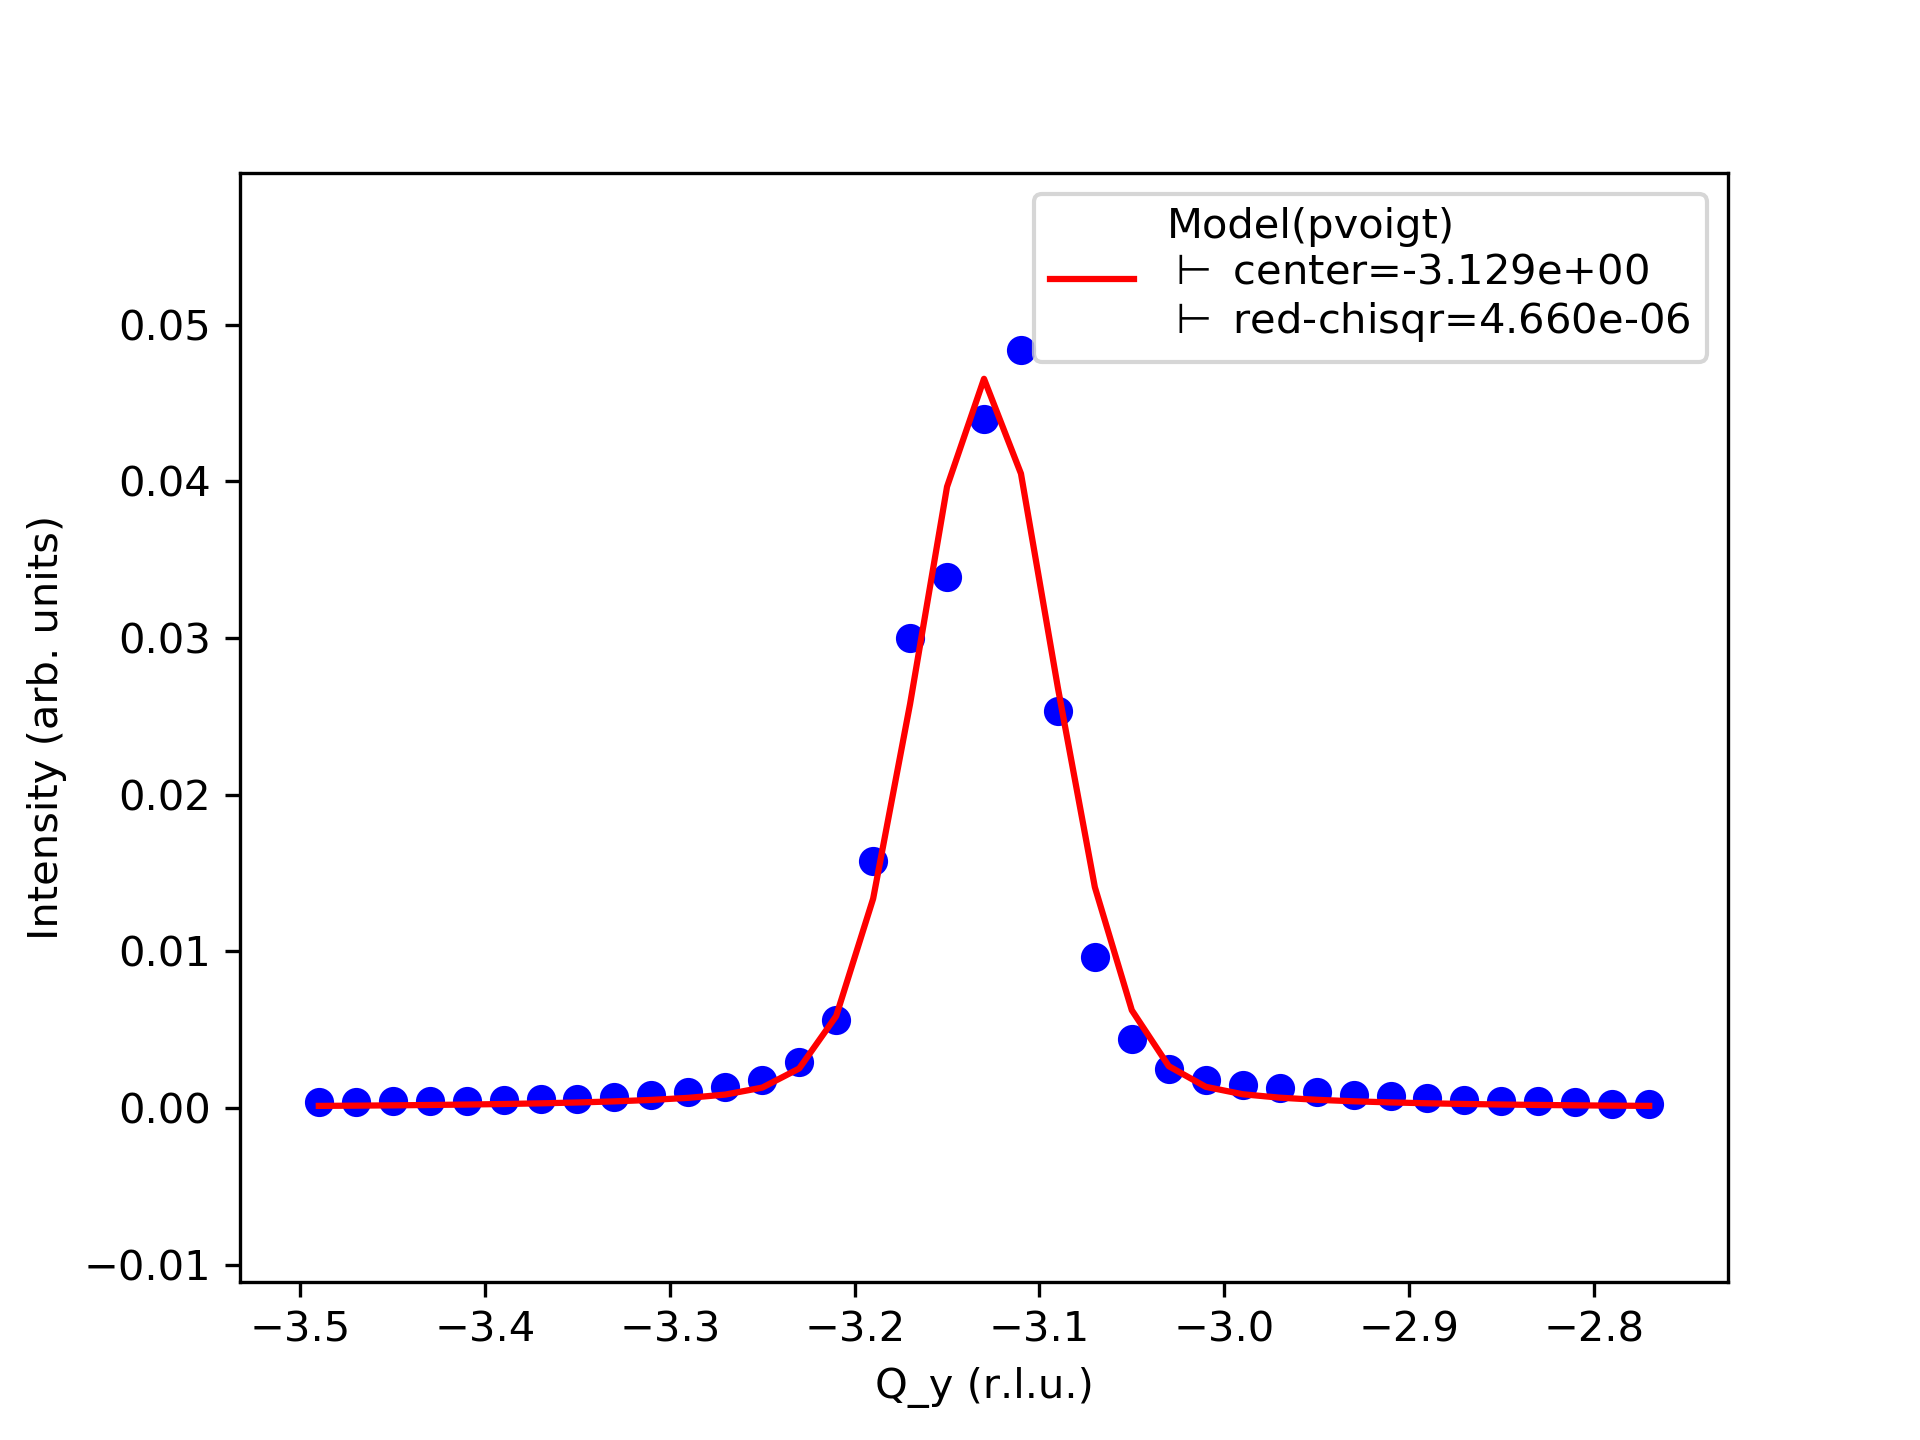 Model(pvoigt)
⊢ center=-3.129e+00
⊢ red-chisqr=4.660e-06
0.05
0.04
0.03
0.02
0.01
0.00
−0.01
Intensity (arb. units)
−3.5 −3.4 −3.3 −3.2 −3.1 −3.0 −2.9 −2.8
Q_y (r.l.u.)